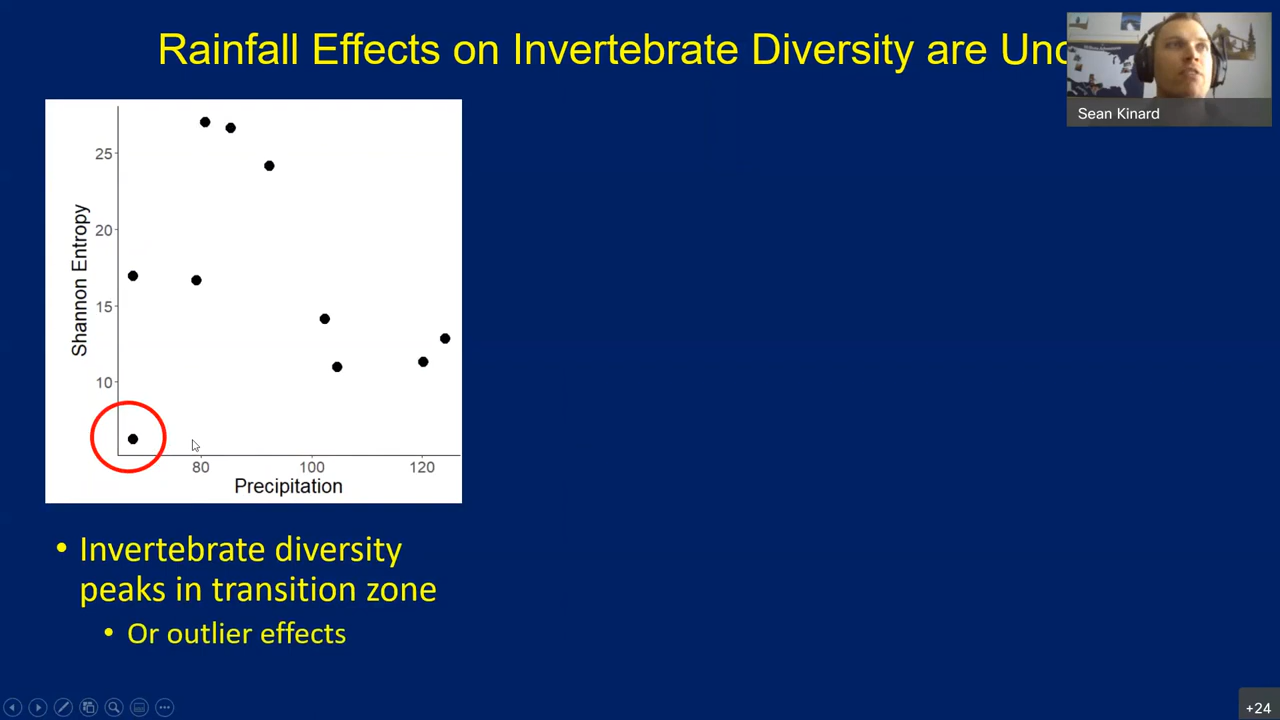 Rainfall Effects on Invertebrate Diversity are
Sean Kinard
25
20
15
10
Shannon Entropy
80 100 120
Precipitation
• Invertebrate diversity
peaks in transition zone
• Or outlier effects
+24